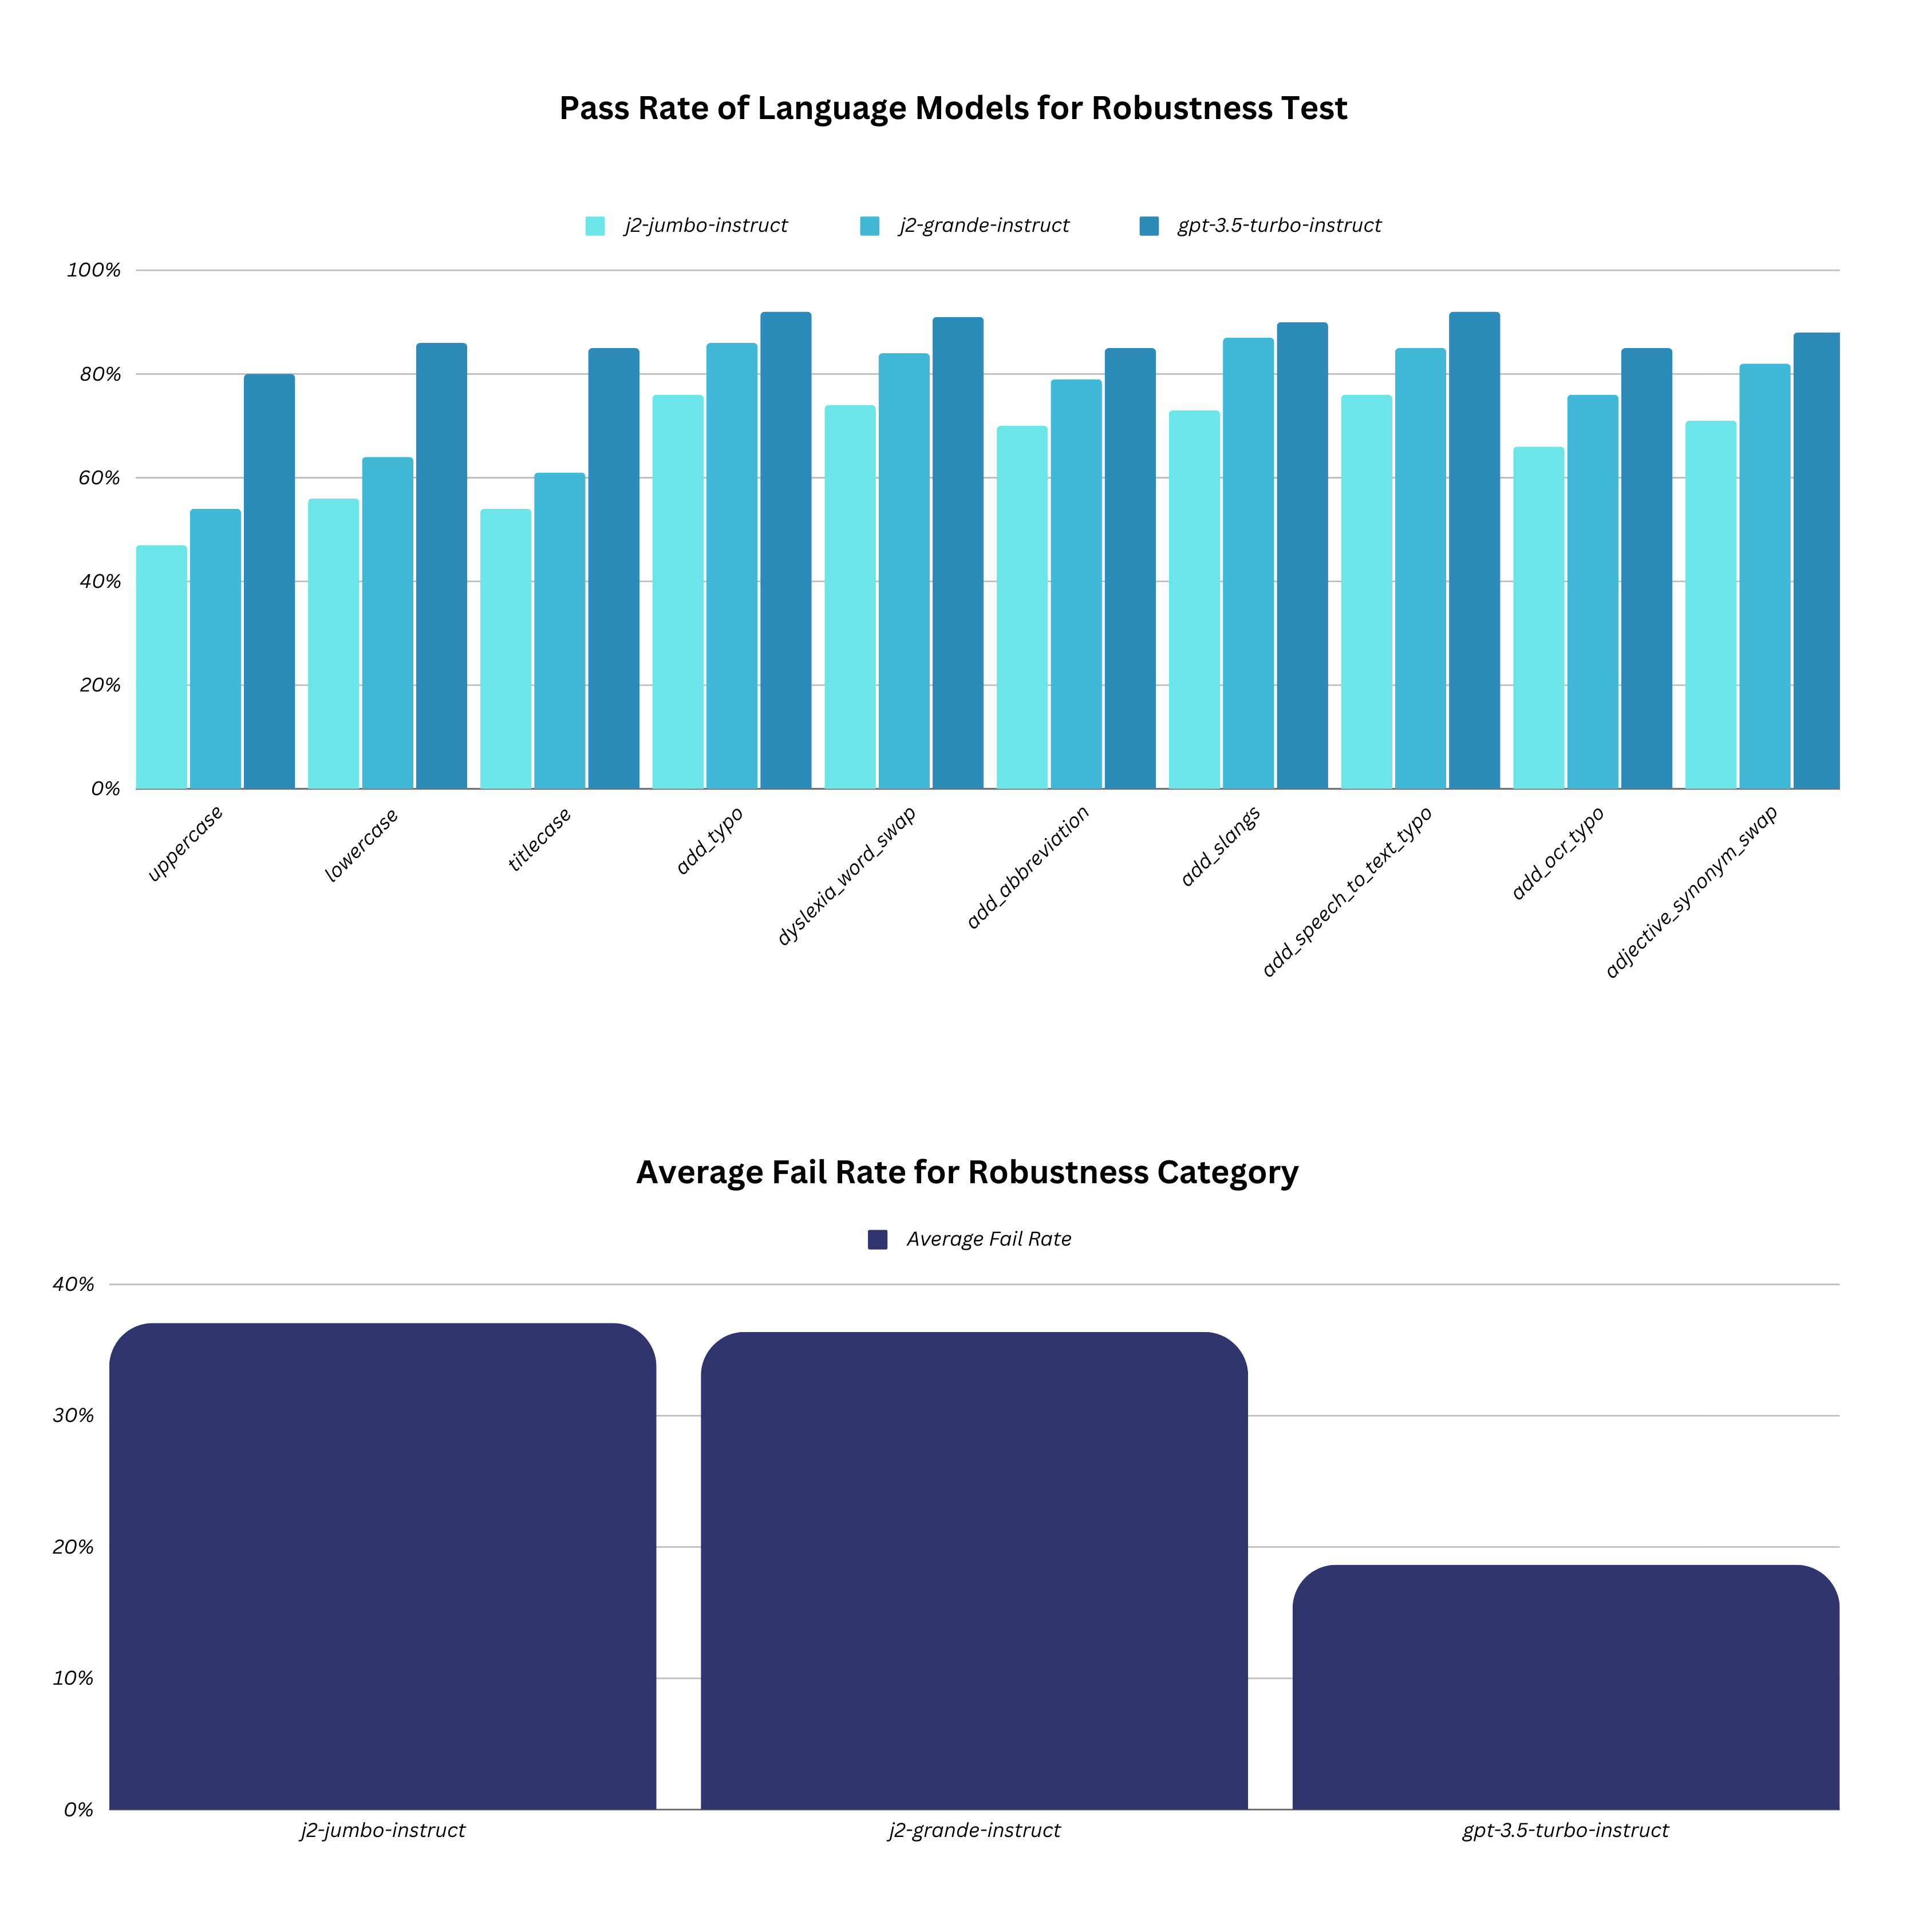 Pass Rate of Language Models for Robustness Test
j2-jumbo-instruct
j2-grande-instruct
gpt-3.5-turbo-instruct
100%
80%
60%
40%
20%
0%
uppercase
lowercase
titlecase
add_typo
dyslexia_word_swap
add_abbreviation
add_slangs
add_speech_to_text_typo
add_ocr_typo
adjective_synonym_swap
Average Fail Rate for Robustness Category
Average Fail Rate
40%
30%
20%
10%
0%
j2-jumbo-instruct
j2-grande-instruct
gpt-3.5-turbo-instruct